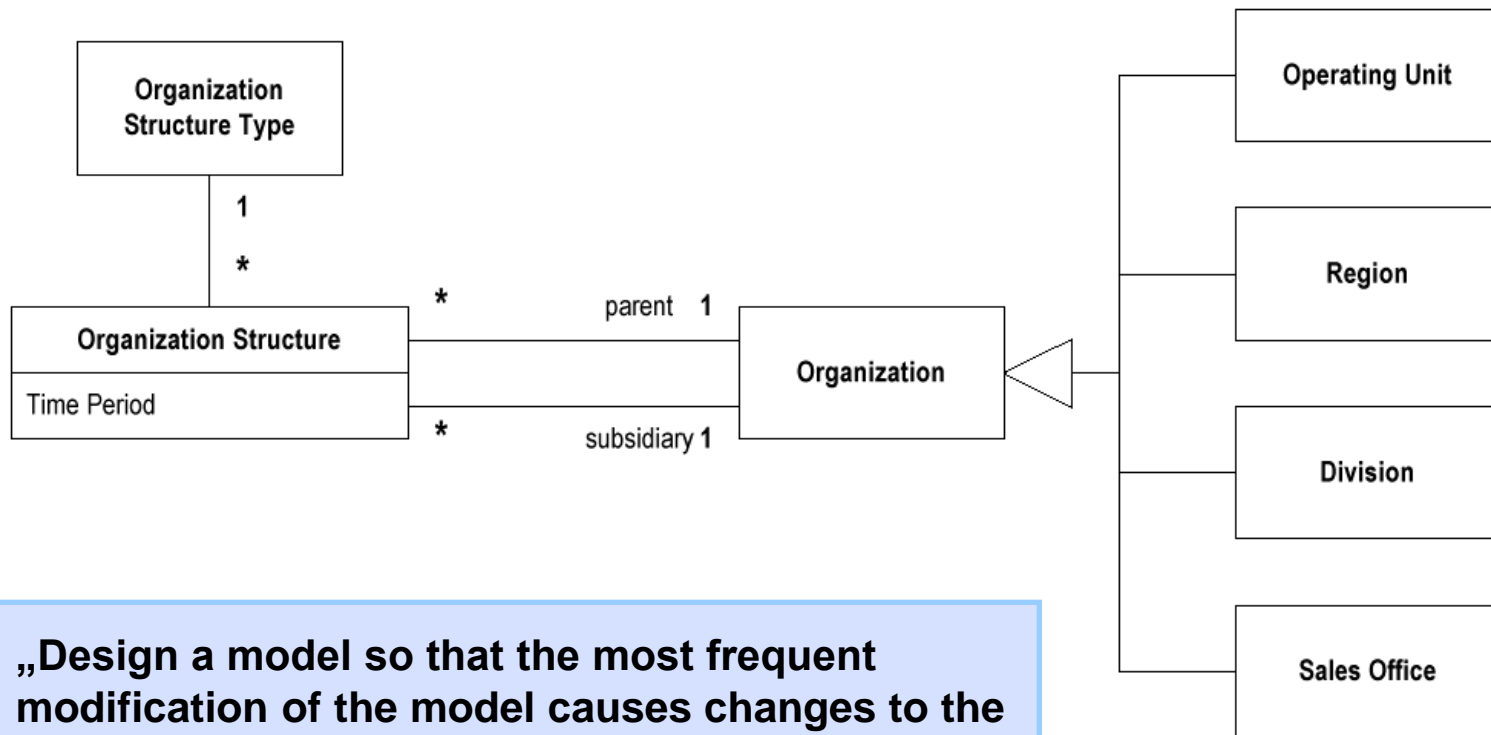 Organization
Structure Type
1
*
Organization Structure
Time Period
*
parent 1
*
subsidiary 1
Organization
Operating Unit
Region
Division
Sales Office
„Design a model so that the most frequent
modification of the model causes changes to the